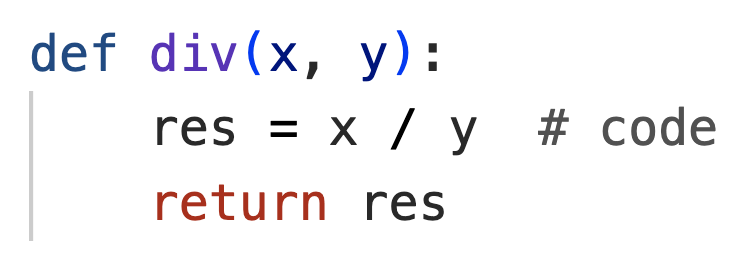 def div(x, y):
    res = x / y  # code
    return res